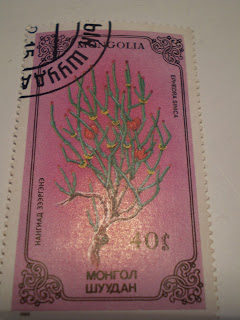 MONGOLIA
EPHEDRA SINICA
НАНГИАД ЗЭЭРГЭНЭ
40₮
МОНГОЛ
ШУУДАН